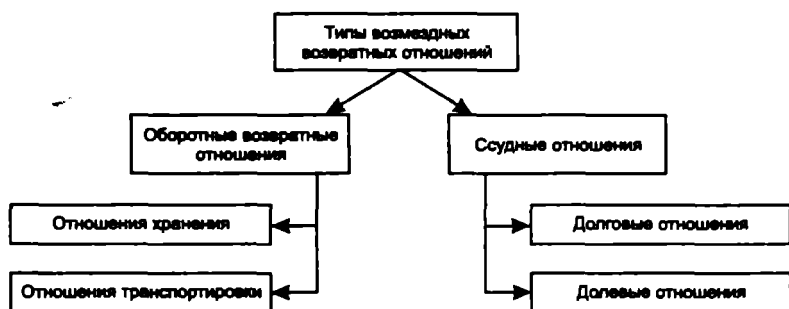 Типы возмездных
возвратных отношений
Оборотные возвратные
отношения
Ссудные отношения
Отношения хранения
Долговые отношения
Отношения транспортировки
Долевые отношения